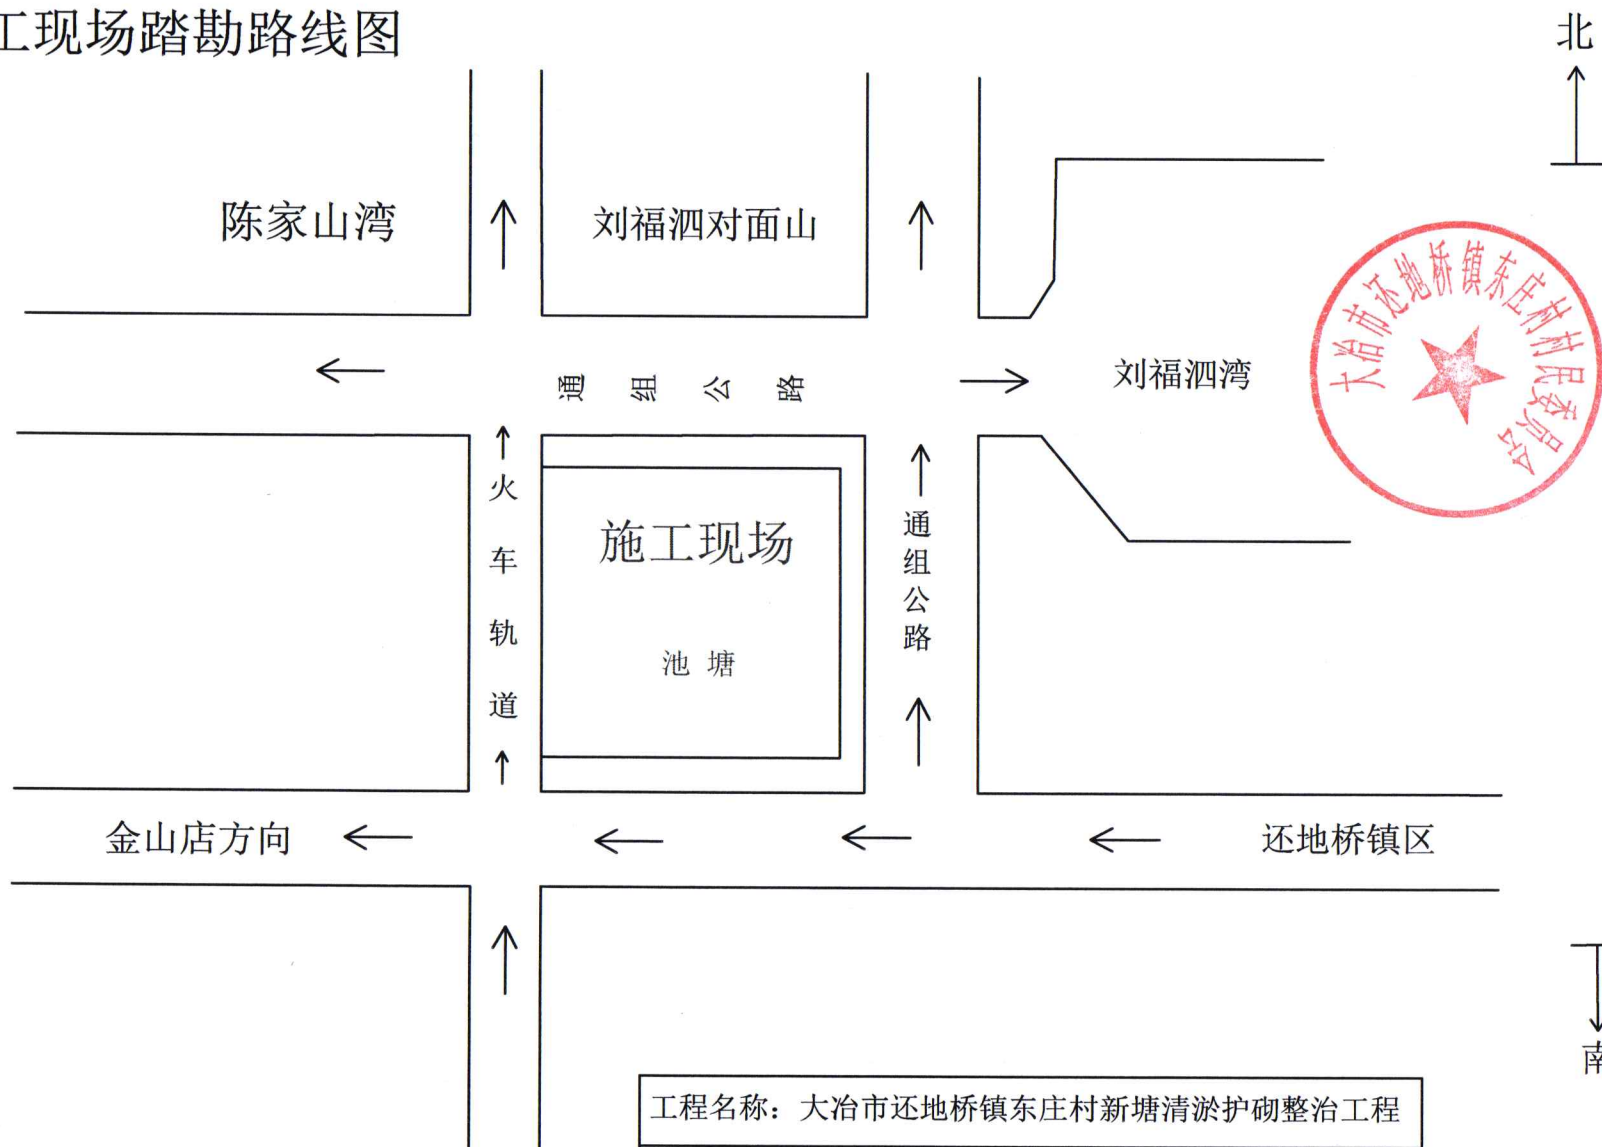 工现场踏勘路线图
北
陈家山湾
刘福泗对面山
大冶市还地桥镇东庄村村民委员会
通组公路
刘福泗湾
火车轨道
施工现场
通组公路
池塘
金山店方向
还地桥镇区
南
工程名称：大冶市还地桥镇东庄村新塘清淤护砌整治工程